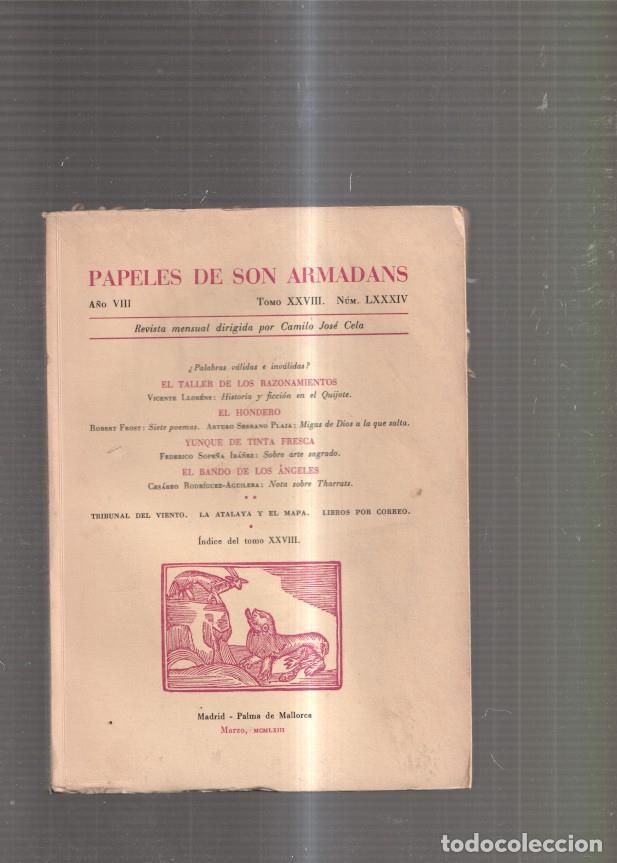 PAPELES DE SON ARMADANS
Año VIII Tomo XXVIII. Núm. LXXXIV
Revista mensual dirigida por Camilo José Cela
¿Palabras válidas e inválidas?
EL TALLER DE LOS RAZONAMIENTOS
Vicente Lloréns: Historia y ficción en el Quijote.
EL HONDERO
Robert Frost: Siete poemas. Arturo Serrano Plaja: Migas de Dios a la que salta.
YUNQUE DE TINTA FRESCA
Federico Sopeña Ibáñez: Sobre arte sagrado.
EL BANDO DE LOS ÁNGELES
Cesáreo Rodríguez-Aguilera: Nota sobre Tharrats.
TRIBUNAL DEL VIENTO. LA ATALAYA Y EL MAPA. LIBROS POR CORREO.
Índice del tomo XXVIII.
Madrid - Palma de Mallorca
Marzo, MCMLXIII
todocoleccion